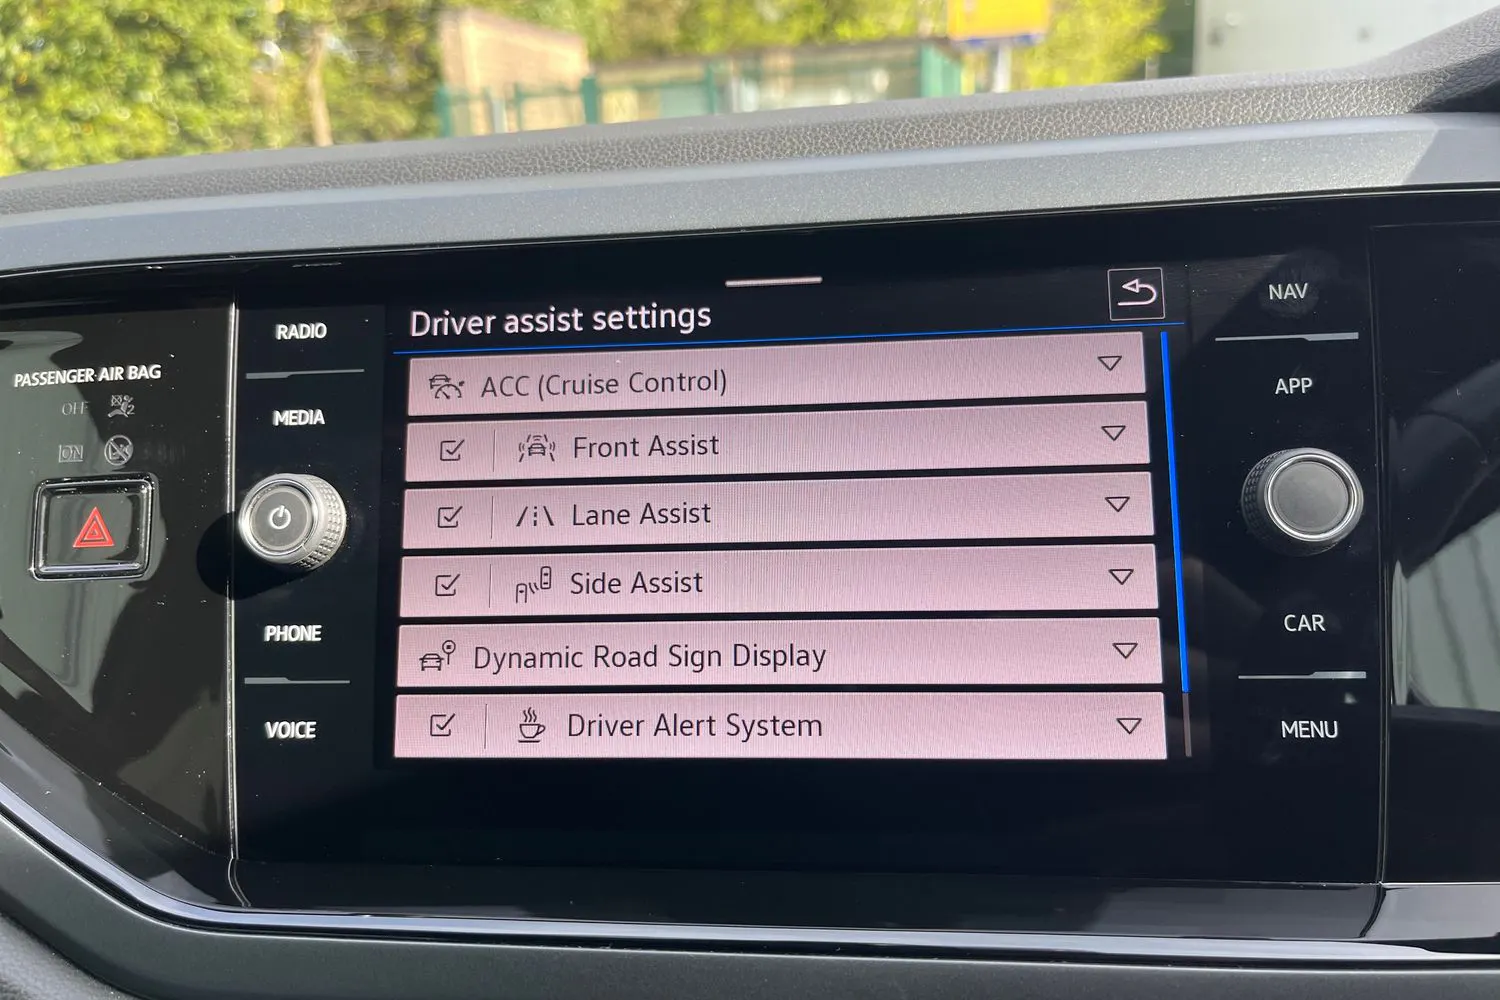 PASSENGER AIR BAG
OFF
ON
RADIO
MEDIA
PHONE
VOICE
Driver assist settings
ACC (Cruise Control)
Front Assist
Lane Assist
Side Assist
Dynamic Road Sign Display
Driver Alert System
NAV
APP
CAR
MENU